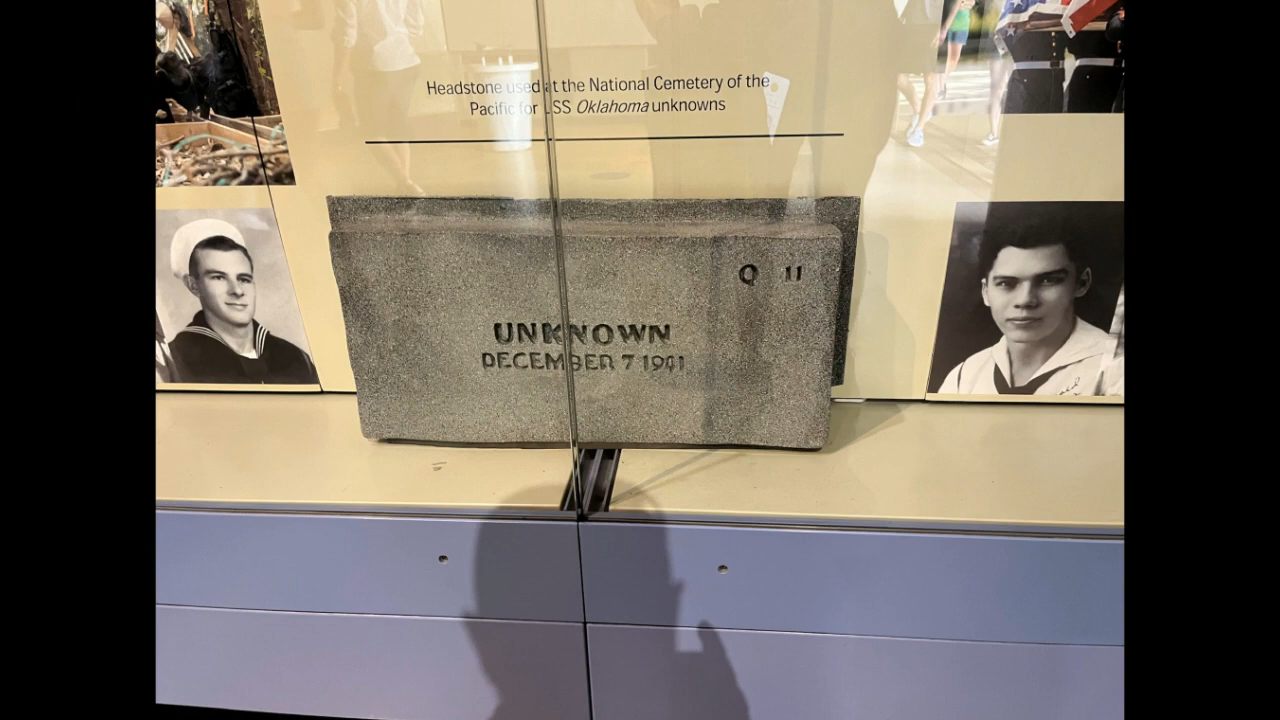 Headstone used at the National Cemetery of the
Pacific for USS Oklahoma unknowns
Q 11
UNKNOWN
DECEMBER 7 1941